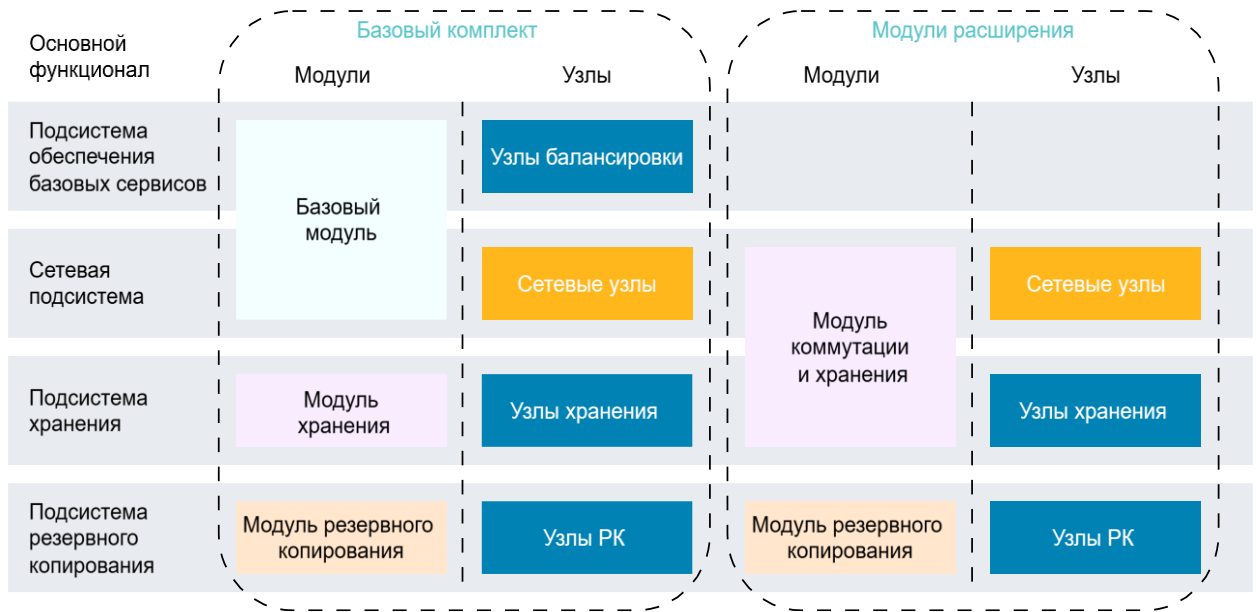 Базовый комплект
Модули расширения
Основной
функционал
Модули
Узлы
Модули
Узлы
Подсистема
обеспечения
базовых сервисов
Базовый
модуль
Узлы балансировки
Сетевая
подсистема
Сетевые узлы
Модуль
коммутации
и хранения
Сетевые узлы
Подсистема
хранения
Модуль
хранения
Узлы хранения
Узлы хранения
Подсистема
резервного
копирования
Модуль резервного
копирования
Узлы РК
Модуль резервного
копирования
Узлы РК